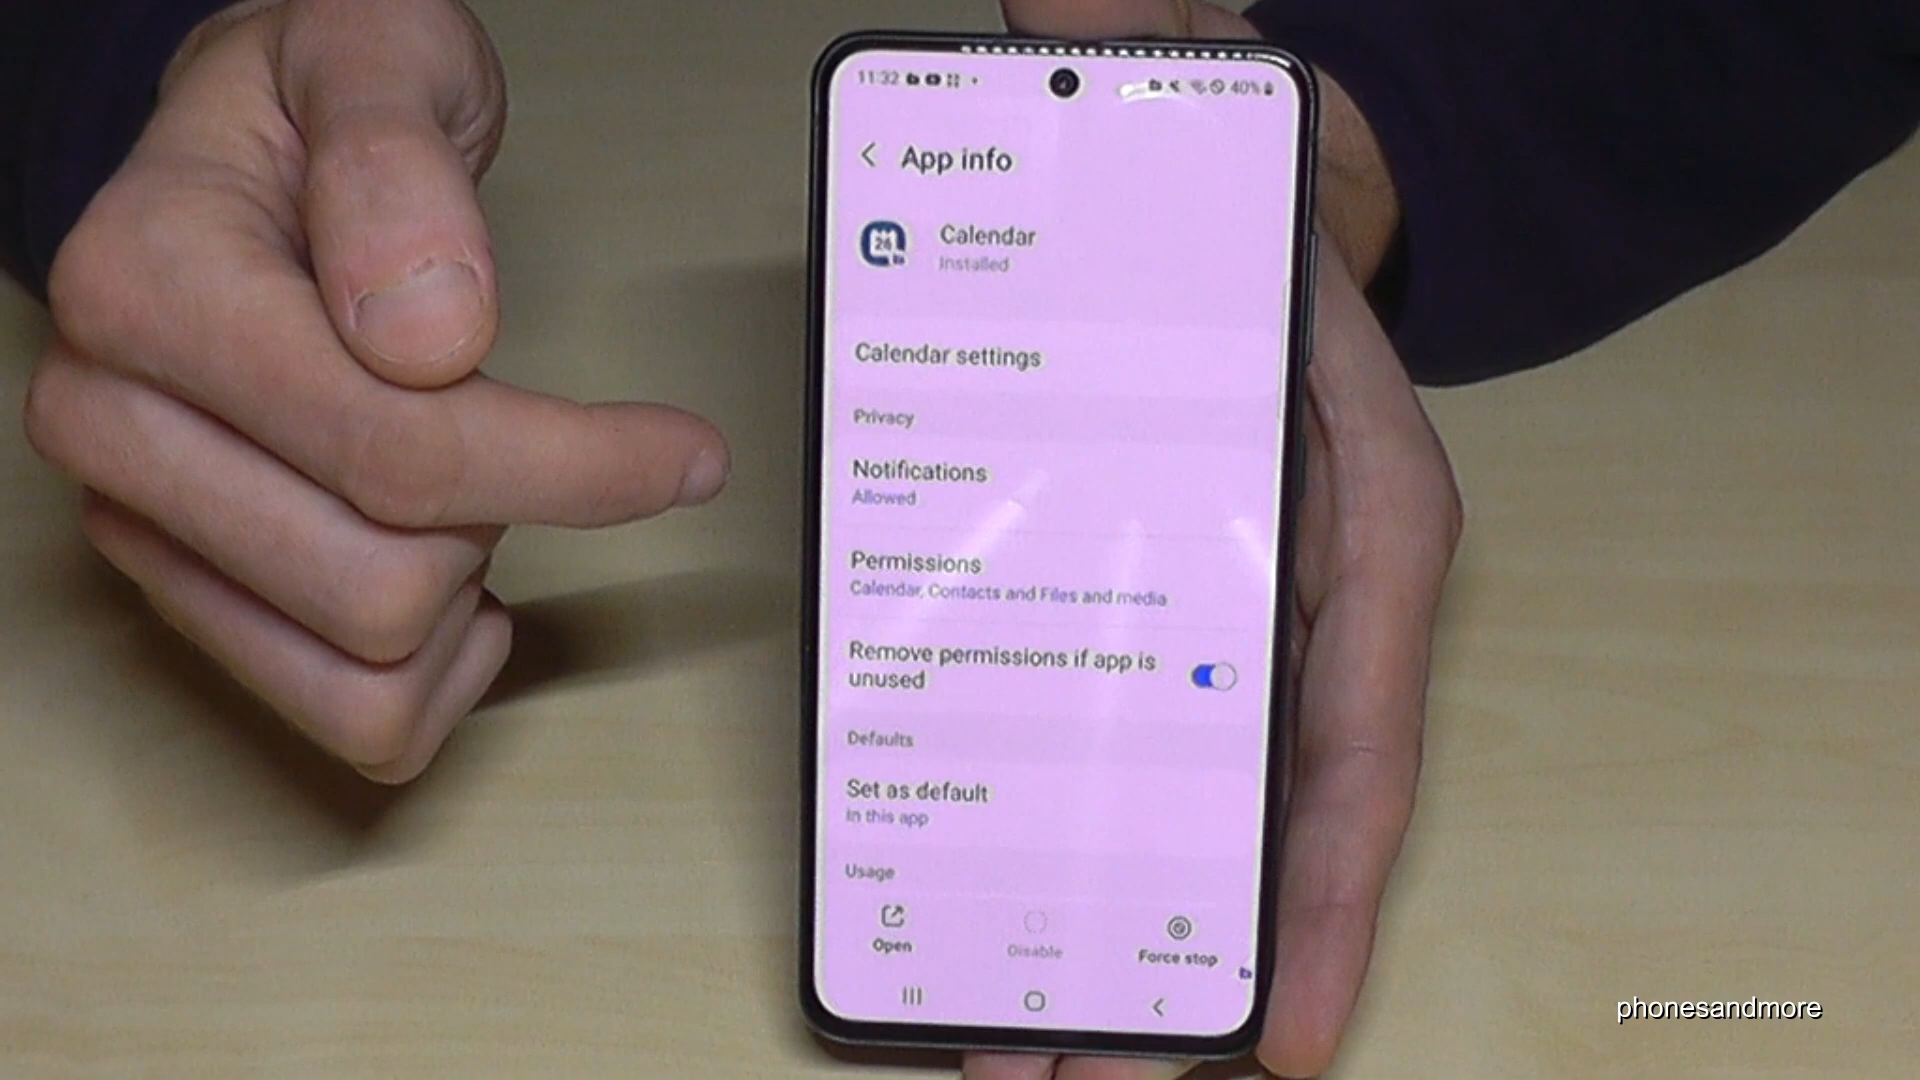 11:32
40%
App info
26
Calendar
Installed
Calendar settings
Privacy
Notifications
Allowed
Permissions
Calendar, Contacts and Files and media
Remove permissions if app is
unused
Defaults
Set as default
In this app
Usage
Open
Disable
Force stop
phonesandmore